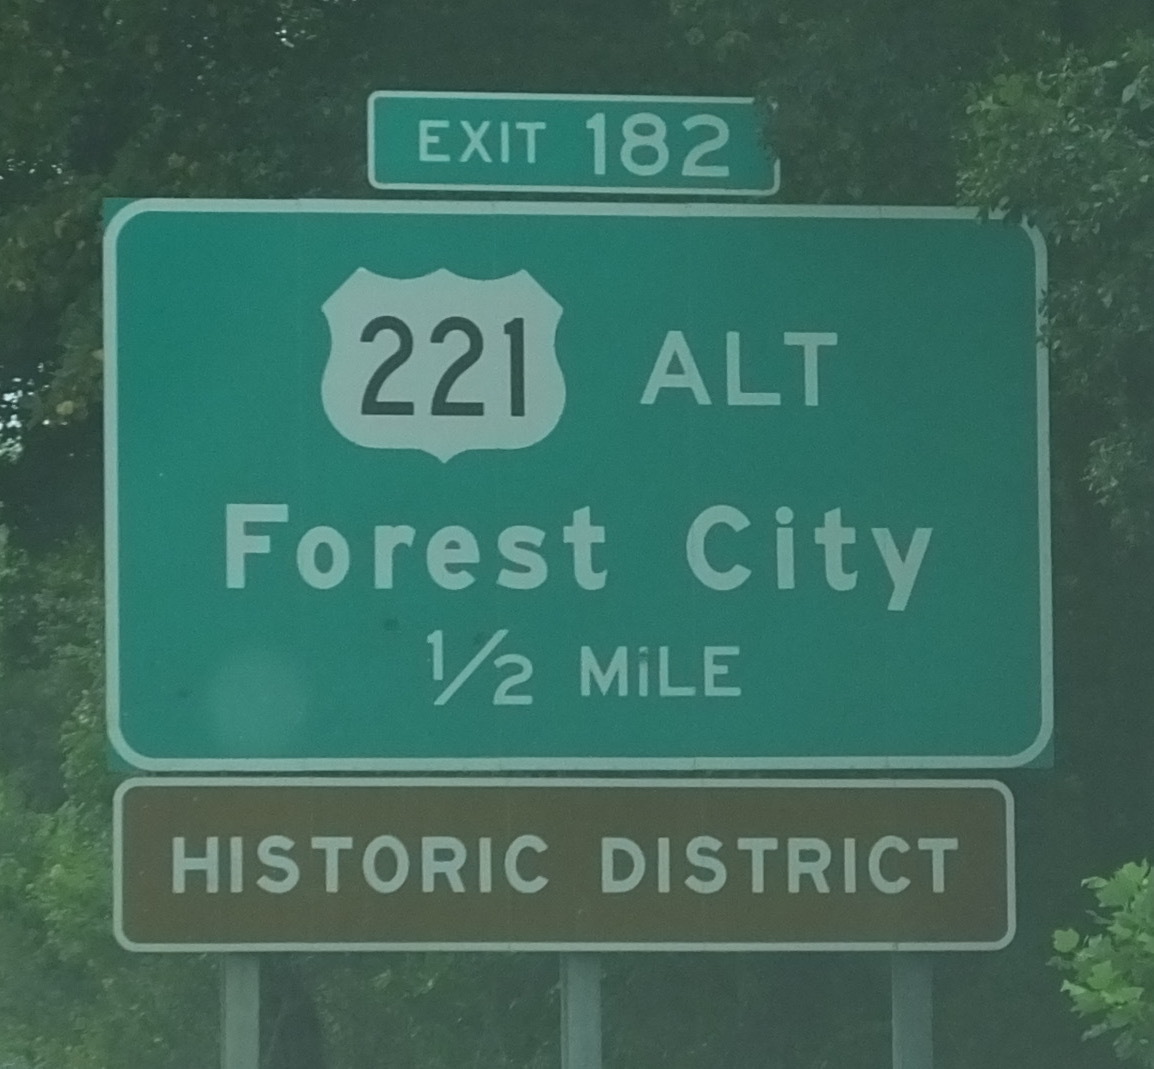 EXIT 182
221 ALT
Forest City
1/2 MiLE
HISTORIC DISTRICT